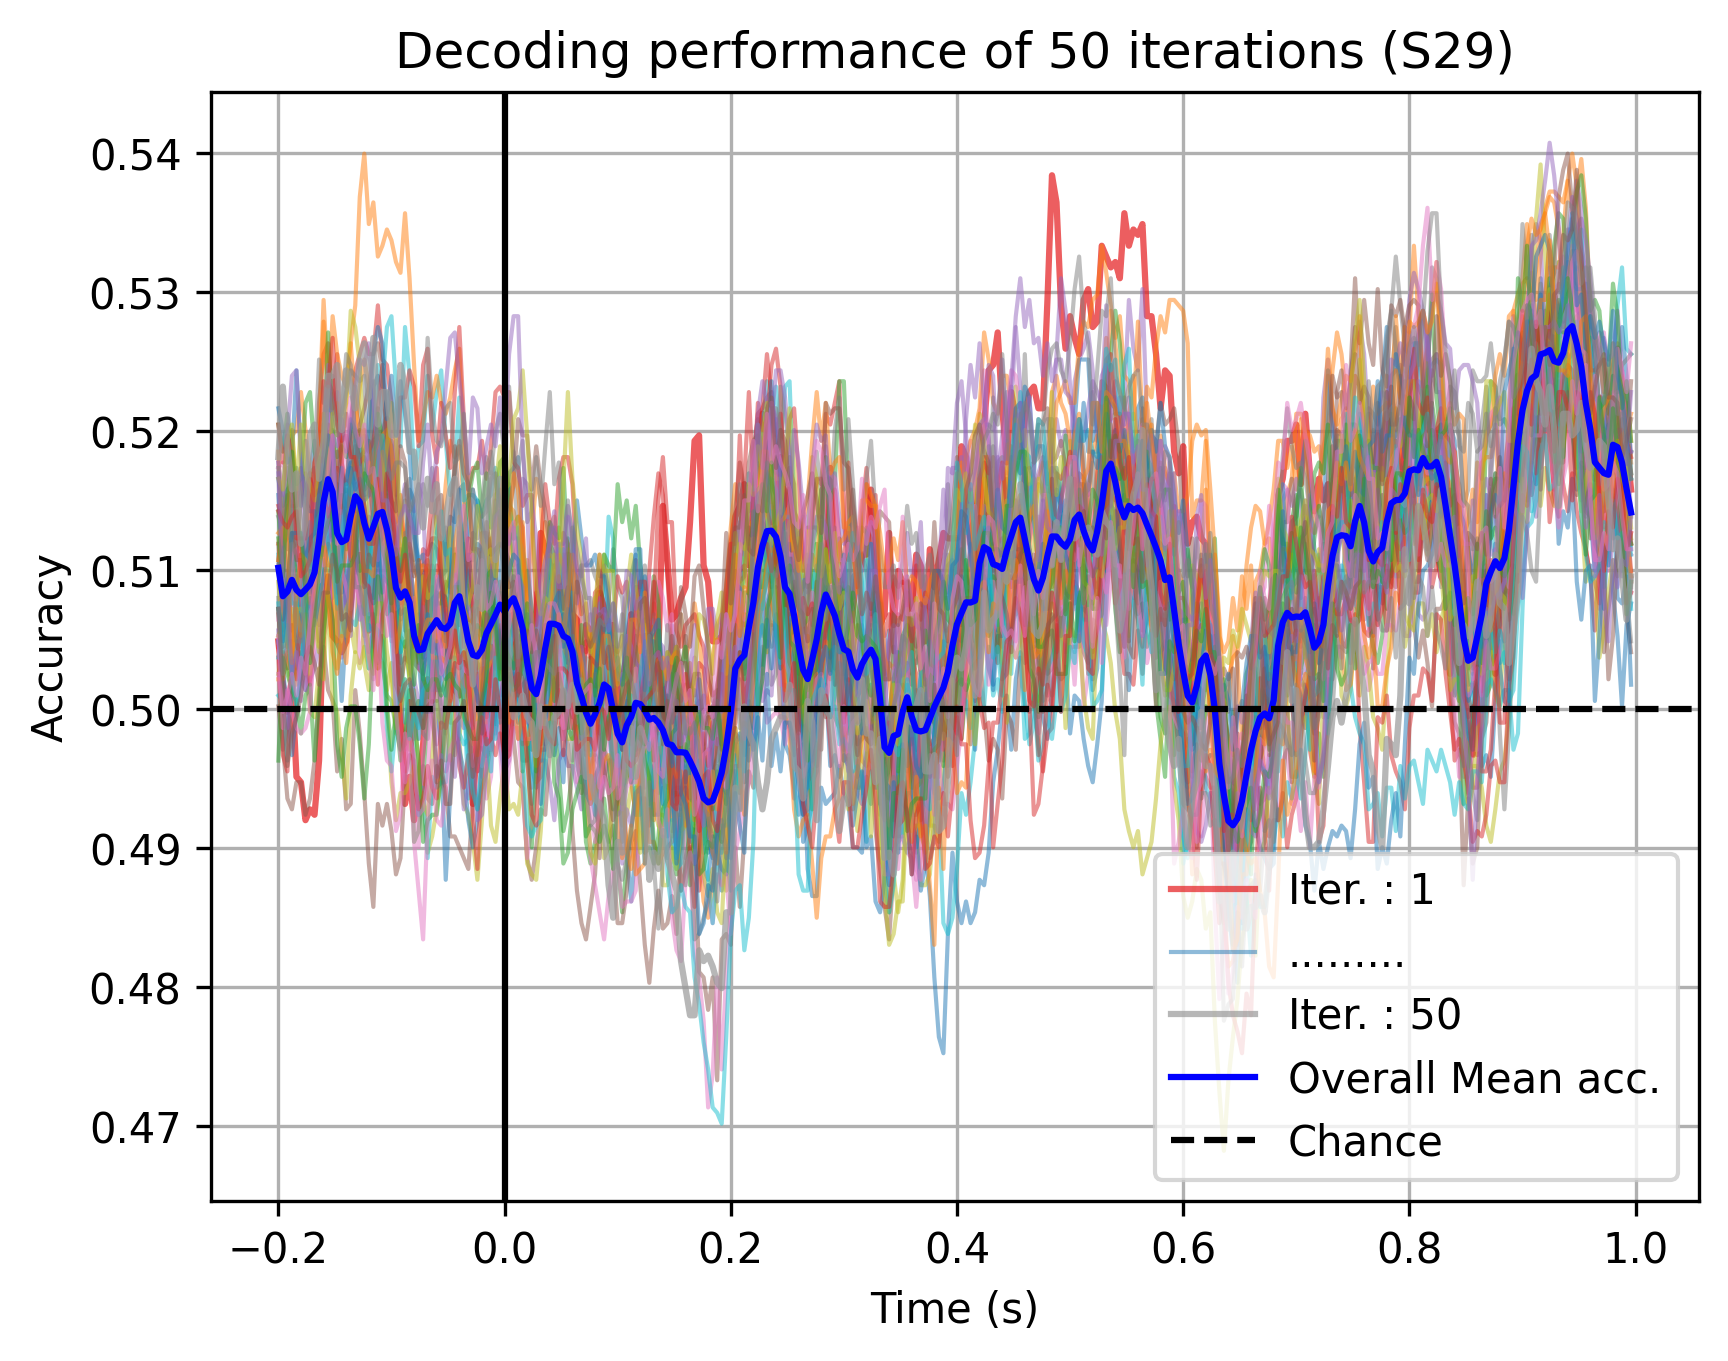 Decoding performance of 50 iterations (S29)
Accuracy
0.54
0.53
0.52
0.51
0.50
0.49
0.48
0.47
Iter. : 1
.........
Iter. : 50
Overall Mean acc.
Chance
−0.2 0.0 0.2 0.4 0.6 0.8 1.0
Time (s)